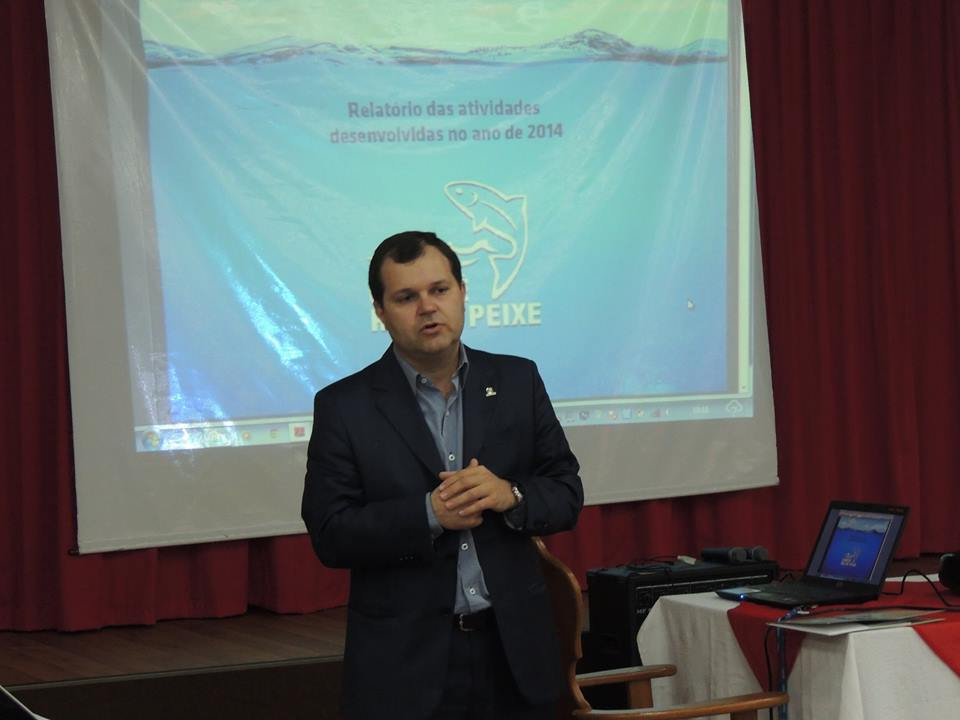 Relatório das atividades
desenvolvidas no ano de 2014
PEIXE